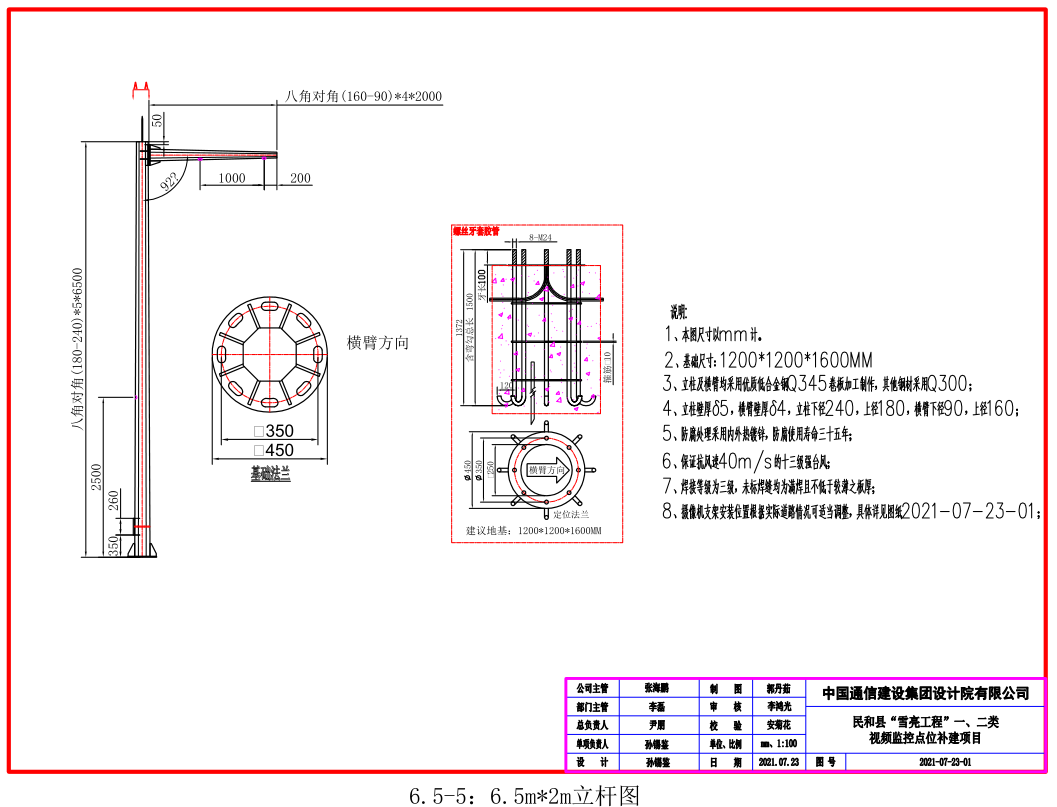 八角对角(160-90)*4*2000
50
92?
1000
200
八角对角(180-240)*5*6500
2500
260
350
横臂方向
□350
□450
基础法兰
螺丝牙套胶管
8-M24
牙长100
1372
含弯勾总长 1500
箍筋:10
120
ϕ450
ϕ350
□250
横臂方向
定位法兰
建议地基：1200*1200*1600MM
说明:
1、本图尺寸以mm计。
2、基础尺寸：1200*1200*1600MM
3、立柱及横臂均采用优质低合金钢Q345卷板加工制作，其他钢材采用Q300；
4、立柱壁厚δ5，横臂壁厚δ4，立柱下径240，上径180，横臂下径90，上径160；
5、防腐处理采用内外热镀锌，防腐使用寿命三十五年；
6、保证抗风速40m/s的十三级强台风；
7、焊接等级为三级，未标焊缝均为满焊且不低于较薄之板厚；
8、摄像机支架安装位置根据实际道路情况可适当调整，具体详见图纸2021-07-23-01；
公司主管 张海鹏 制 图 郭丹茹 中国通信建设集团设计院有限公司
部门主管 李磊 审 核 李鸿光
总负责人 尹朋 校 验 安菊花 民和县“雪亮工程”一、二类
单项负责人 孙锡鉴 单位、比例 mm、1:100 视频监控点位补建项目
设 计 孙锡鉴 日 期 2021.07.23 图 号 2021-07-23-01
6.5-5：6.5m*2m立杆图